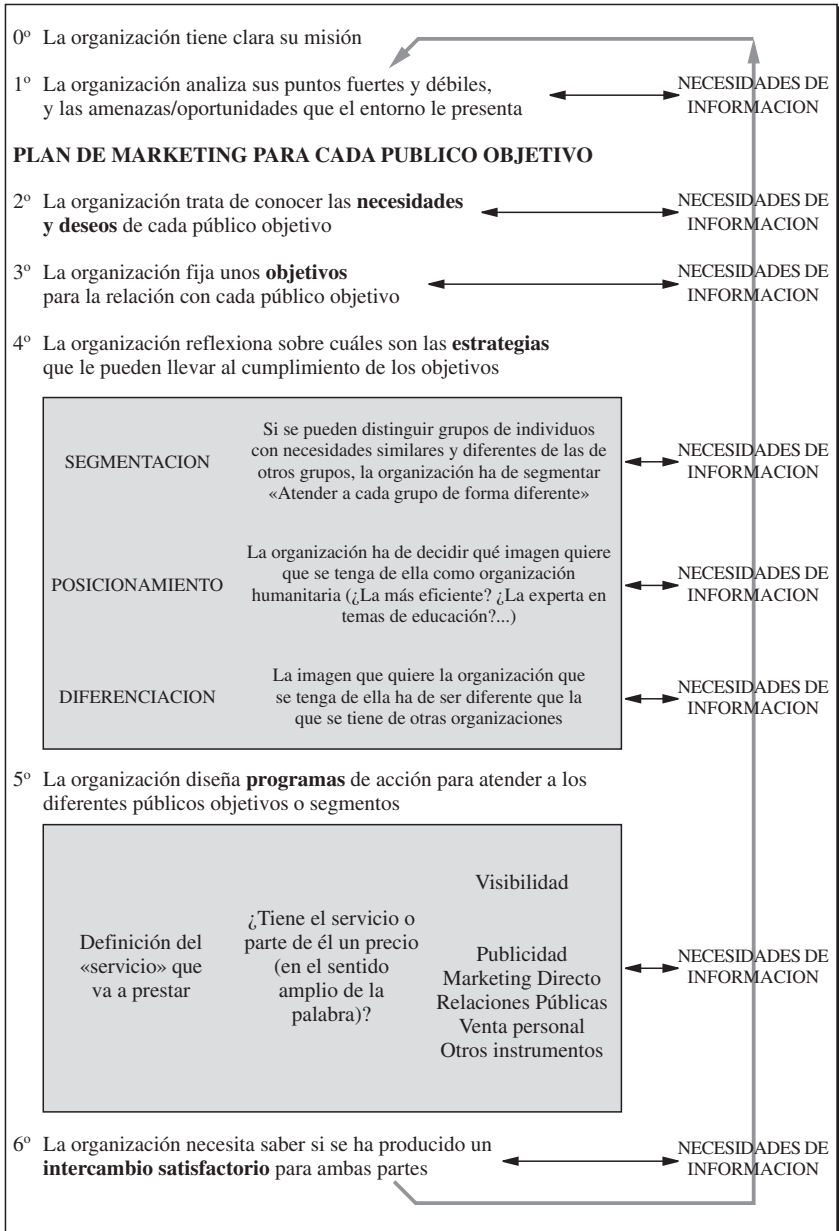 0º La organización tiene clara su misión
1º La organización analiza sus puntos fuertes y débiles,
y las amenazas/oportunidades que el entorno le presenta
NECESIDADES DE
INFORMACION
PLAN DE MARKETING PARA CADA PUBLICO OBJETIVO
2º La organización trata de conocer las necesidades
y deseos de cada público objetivo
NECESIDADES DE
INFORMACION
3º La organización fija unos objetivos
para la relación con cada público objetivo
NECESIDADES DE
INFORMACION
4º La organización reflexiona sobre cuáles son las estrategias
que le pueden llevar al cumplimiento de los objetivos
SEGMENTACION
Si se pueden distinguir grupos de individuos
con necesidades similares y diferentes de las de
otros grupos, la organización ha de segmentar
«Atender a cada grupo de forma diferente»
NECESIDADES DE
INFORMACION
POSICIONAMIENTO
La organización ha de decidir qué imagen quiere
que se tenga de ella como organización
humanitaria (¿La más eficiente? ¿La experta en
temas de educación?...)
NECESIDADES DE
INFORMACION
DIFERENCIACION
La imagen que quiere la organización que
se tenga de ella ha de ser diferente que la
que se tiene de otras organizaciones
NECESIDADES DE
INFORMACION
5º La organización diseña programas de acción para atender a los
diferentes públicos objetivos o segmentos
Definición del
«servicio» que
va a prestar
¿Tiene el servicio o
parte de él un precio
(en el sentido
amplio de la
palabra)?
Visibilidad
Publicidad
Marketing Directo
Relaciones Públicas
Venta personal
Otros instrumentos
NECESIDADES DE
INFORMACION
6º La organización necesita saber si se ha producido un
intercambio satisfactorio para ambas partes
NECESIDADES DE
INFORMACION